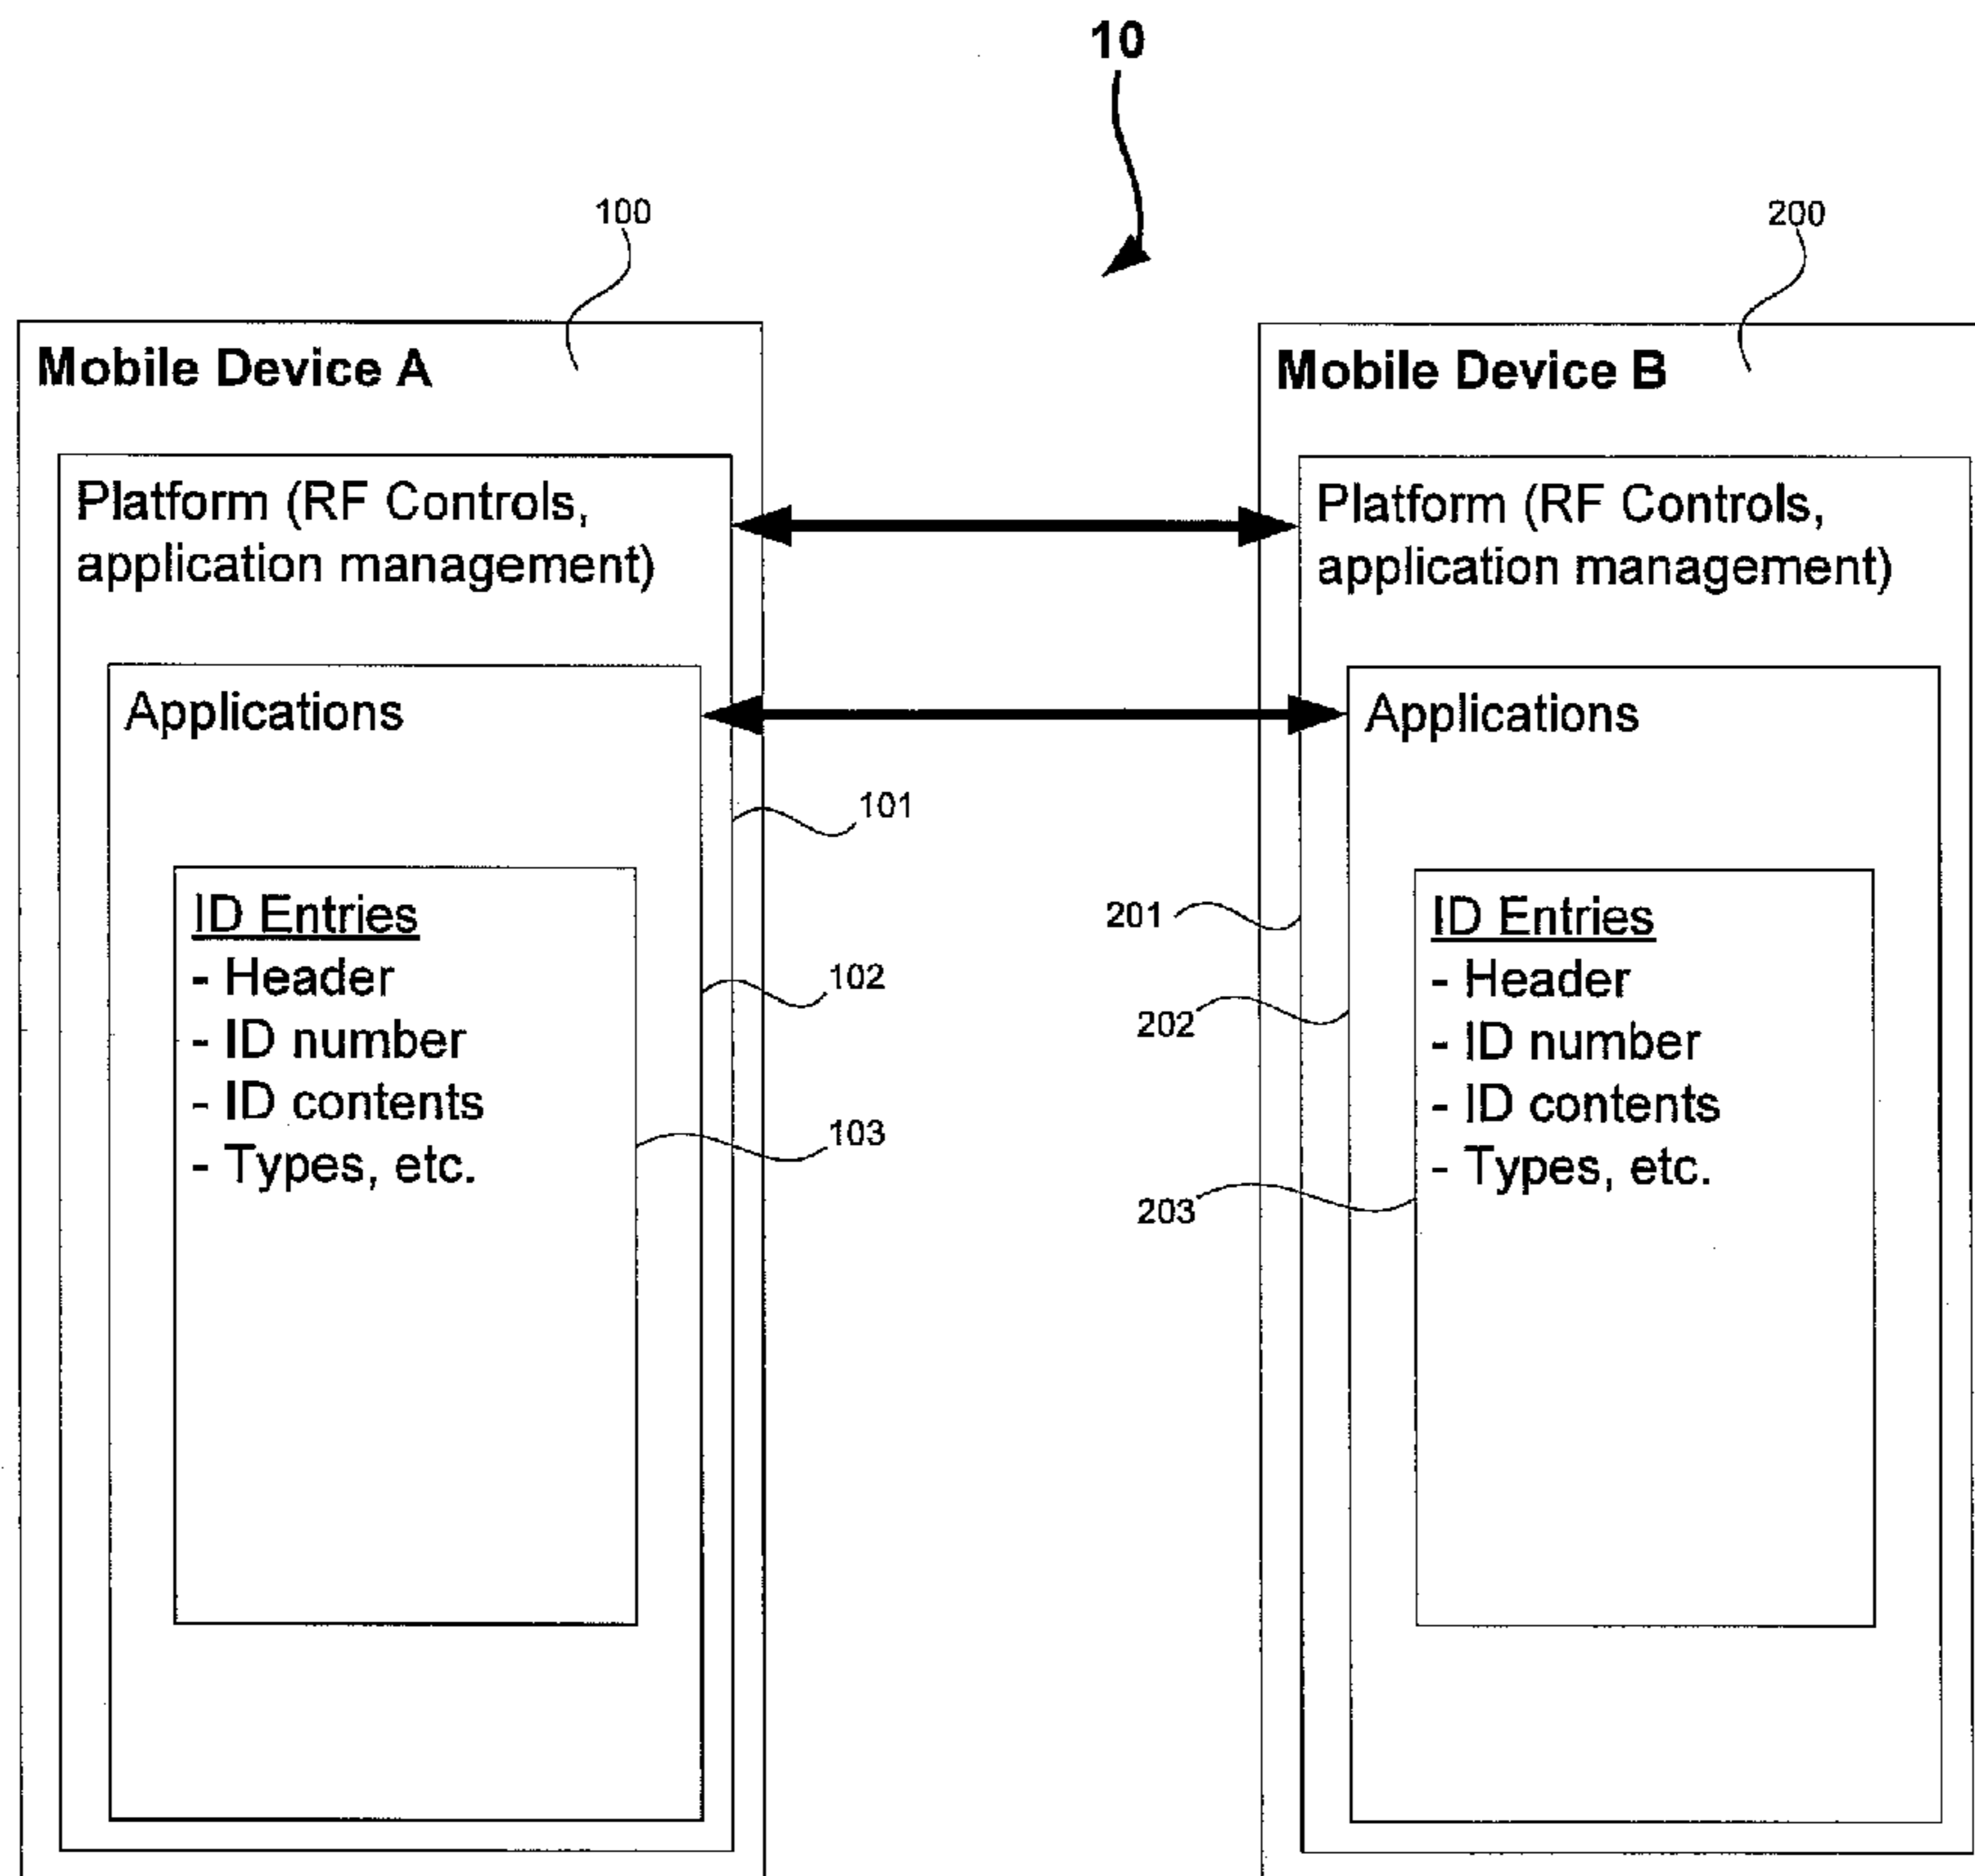 10
100
200
Mobile Device A
Platform (RF Controls,
application management)
Applications
101
ID Entries
- Header
- ID number
- ID contents
- Types, etc.
102
103
Mobile Device B
Platform (RF Controls,
application management)
Applications
201
ID Entries
- Header
- ID number
- ID contents
- Types, etc.
202
203